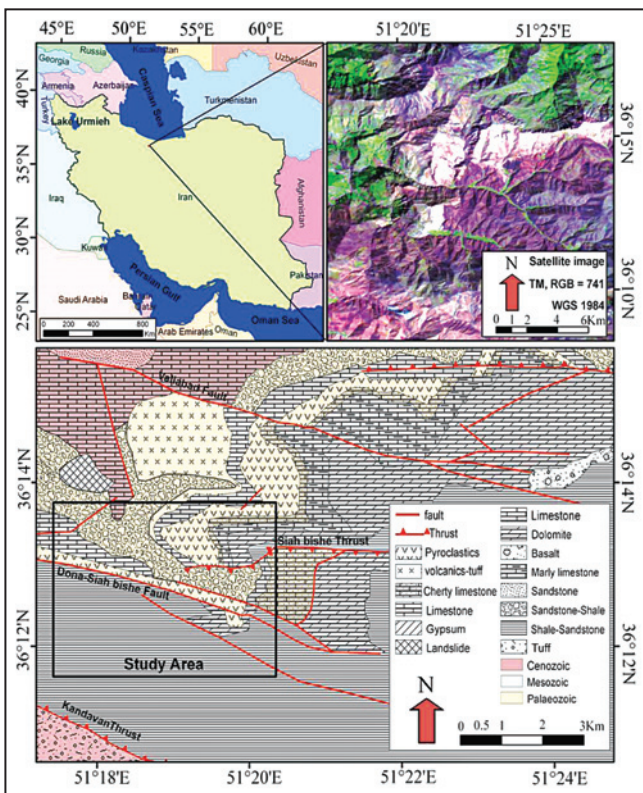 45°E 50°E 55°E 60°E
51°20'E 51°25'E
Russia
Kazakhstan
Uzbekistan
Georgia
Armenia
Azerbaijan
Caspian Sea
Turkmenistan
Turkey
Lake Urmieh
Iraq
Iran
Afghanistan
Kuwait
Persian Gulf
Pakistan
Saudi Arabia
Qatar
Arab Emirates
Oman
Oman Sea
0 200 400 600 800
Km
40°N
35°N
30°N
25°N
36°15'N
36°10'N
N
Satellite image
TM, RGB = 741
WGS 1984
0 1 2 4 6Km
Valiabad Fault
36°14'N
36°14'N
Siah bishe Thrust
Dona-Siah bishe Fault
36°12'N
36°12'N
Study Area
KandavanThrust
fault
Thrust
Pyroclastics
volcanics-tuff
Cherty limestone
Limestone
Gypsum
Landslide
Limestone
Dolomite
Basalt
Marly limestone
Sandstone
Sandstone-Shale
Shale-Sandstone
Tuff
Cenozoic
Mesozoic
Palaeozoic
N
0 0.5 1 2 3Km
51°18'E 51°20'E 51°22'E 51°24'E